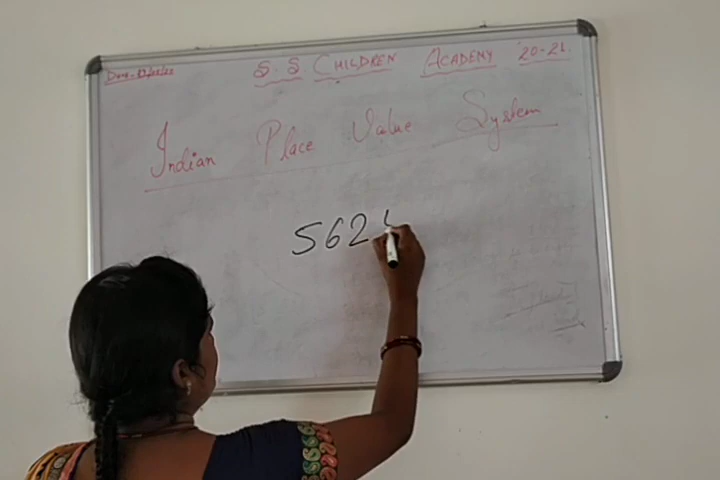 S. S. CHILDREN ACADEMY 20-21.
Indian Place Value System
562